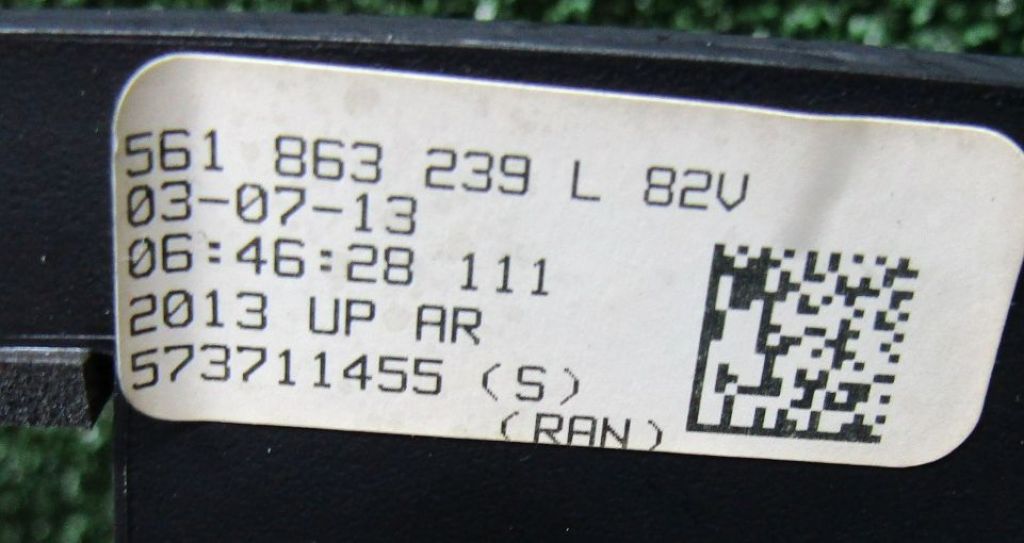 561 863 239 L 82V
03-07-13
06:46:28 111
2013 UP AR
573711455 (S)
(RAN)